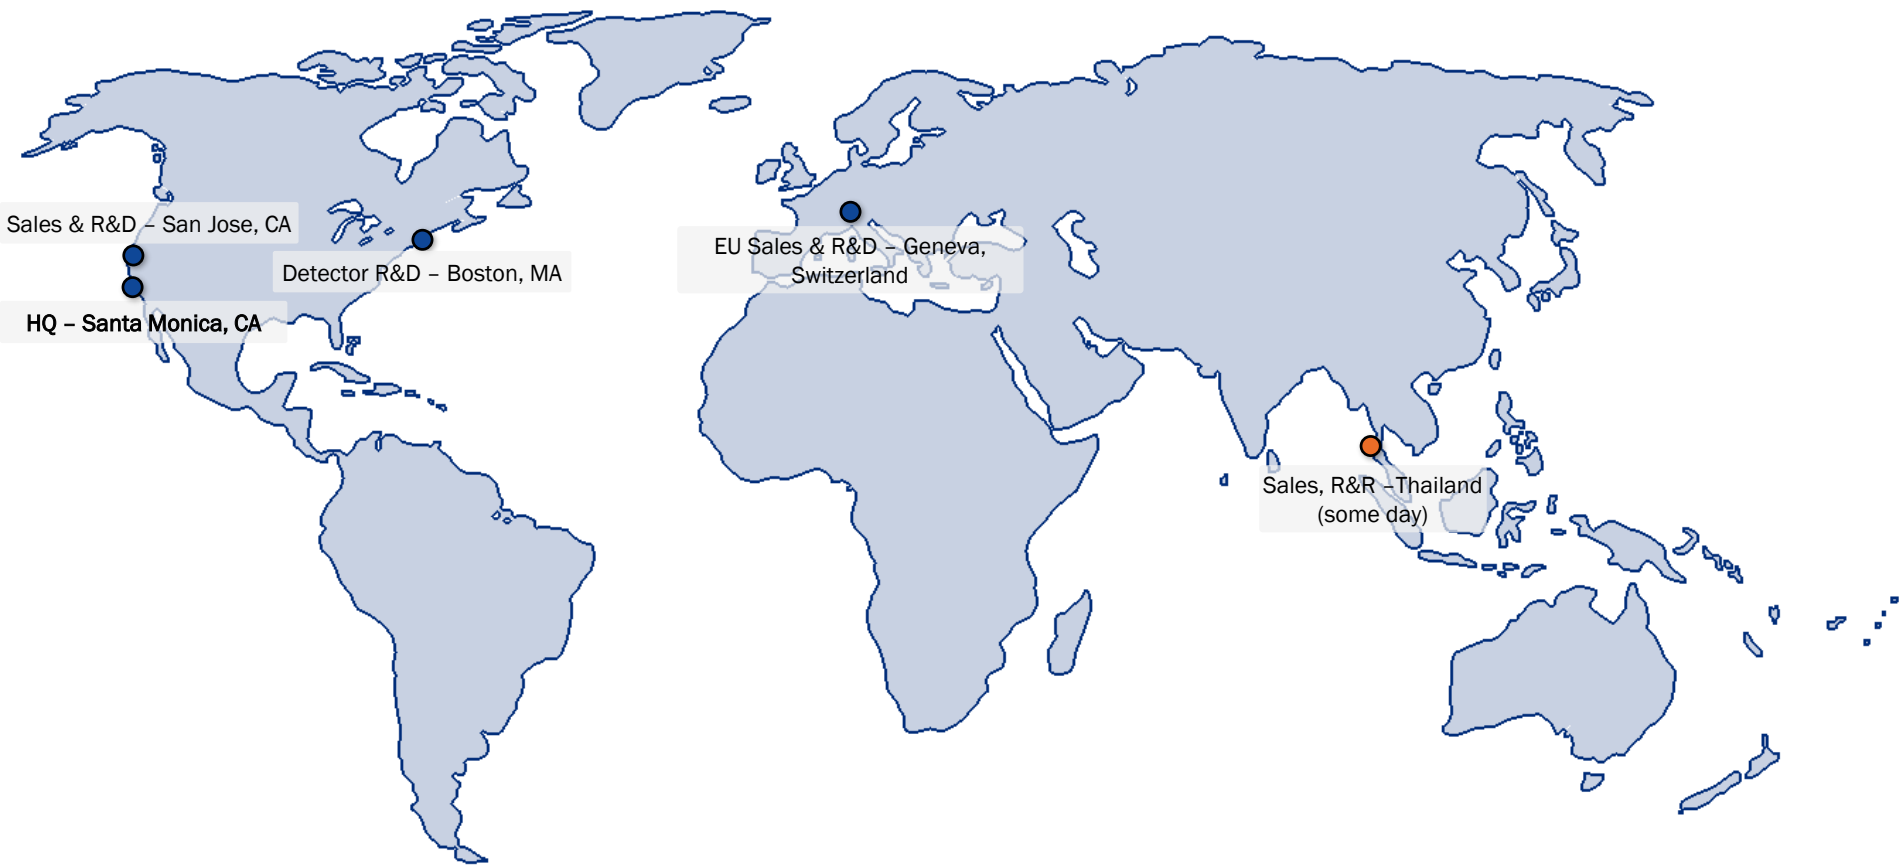 Sales & R&D – San Jose, CA
Detector R&D – Boston, MA
HQ – Santa Monica, CA
EU Sales & R&D – Geneva,
Switzerland
Sales, R&R –Thailand
(some day)